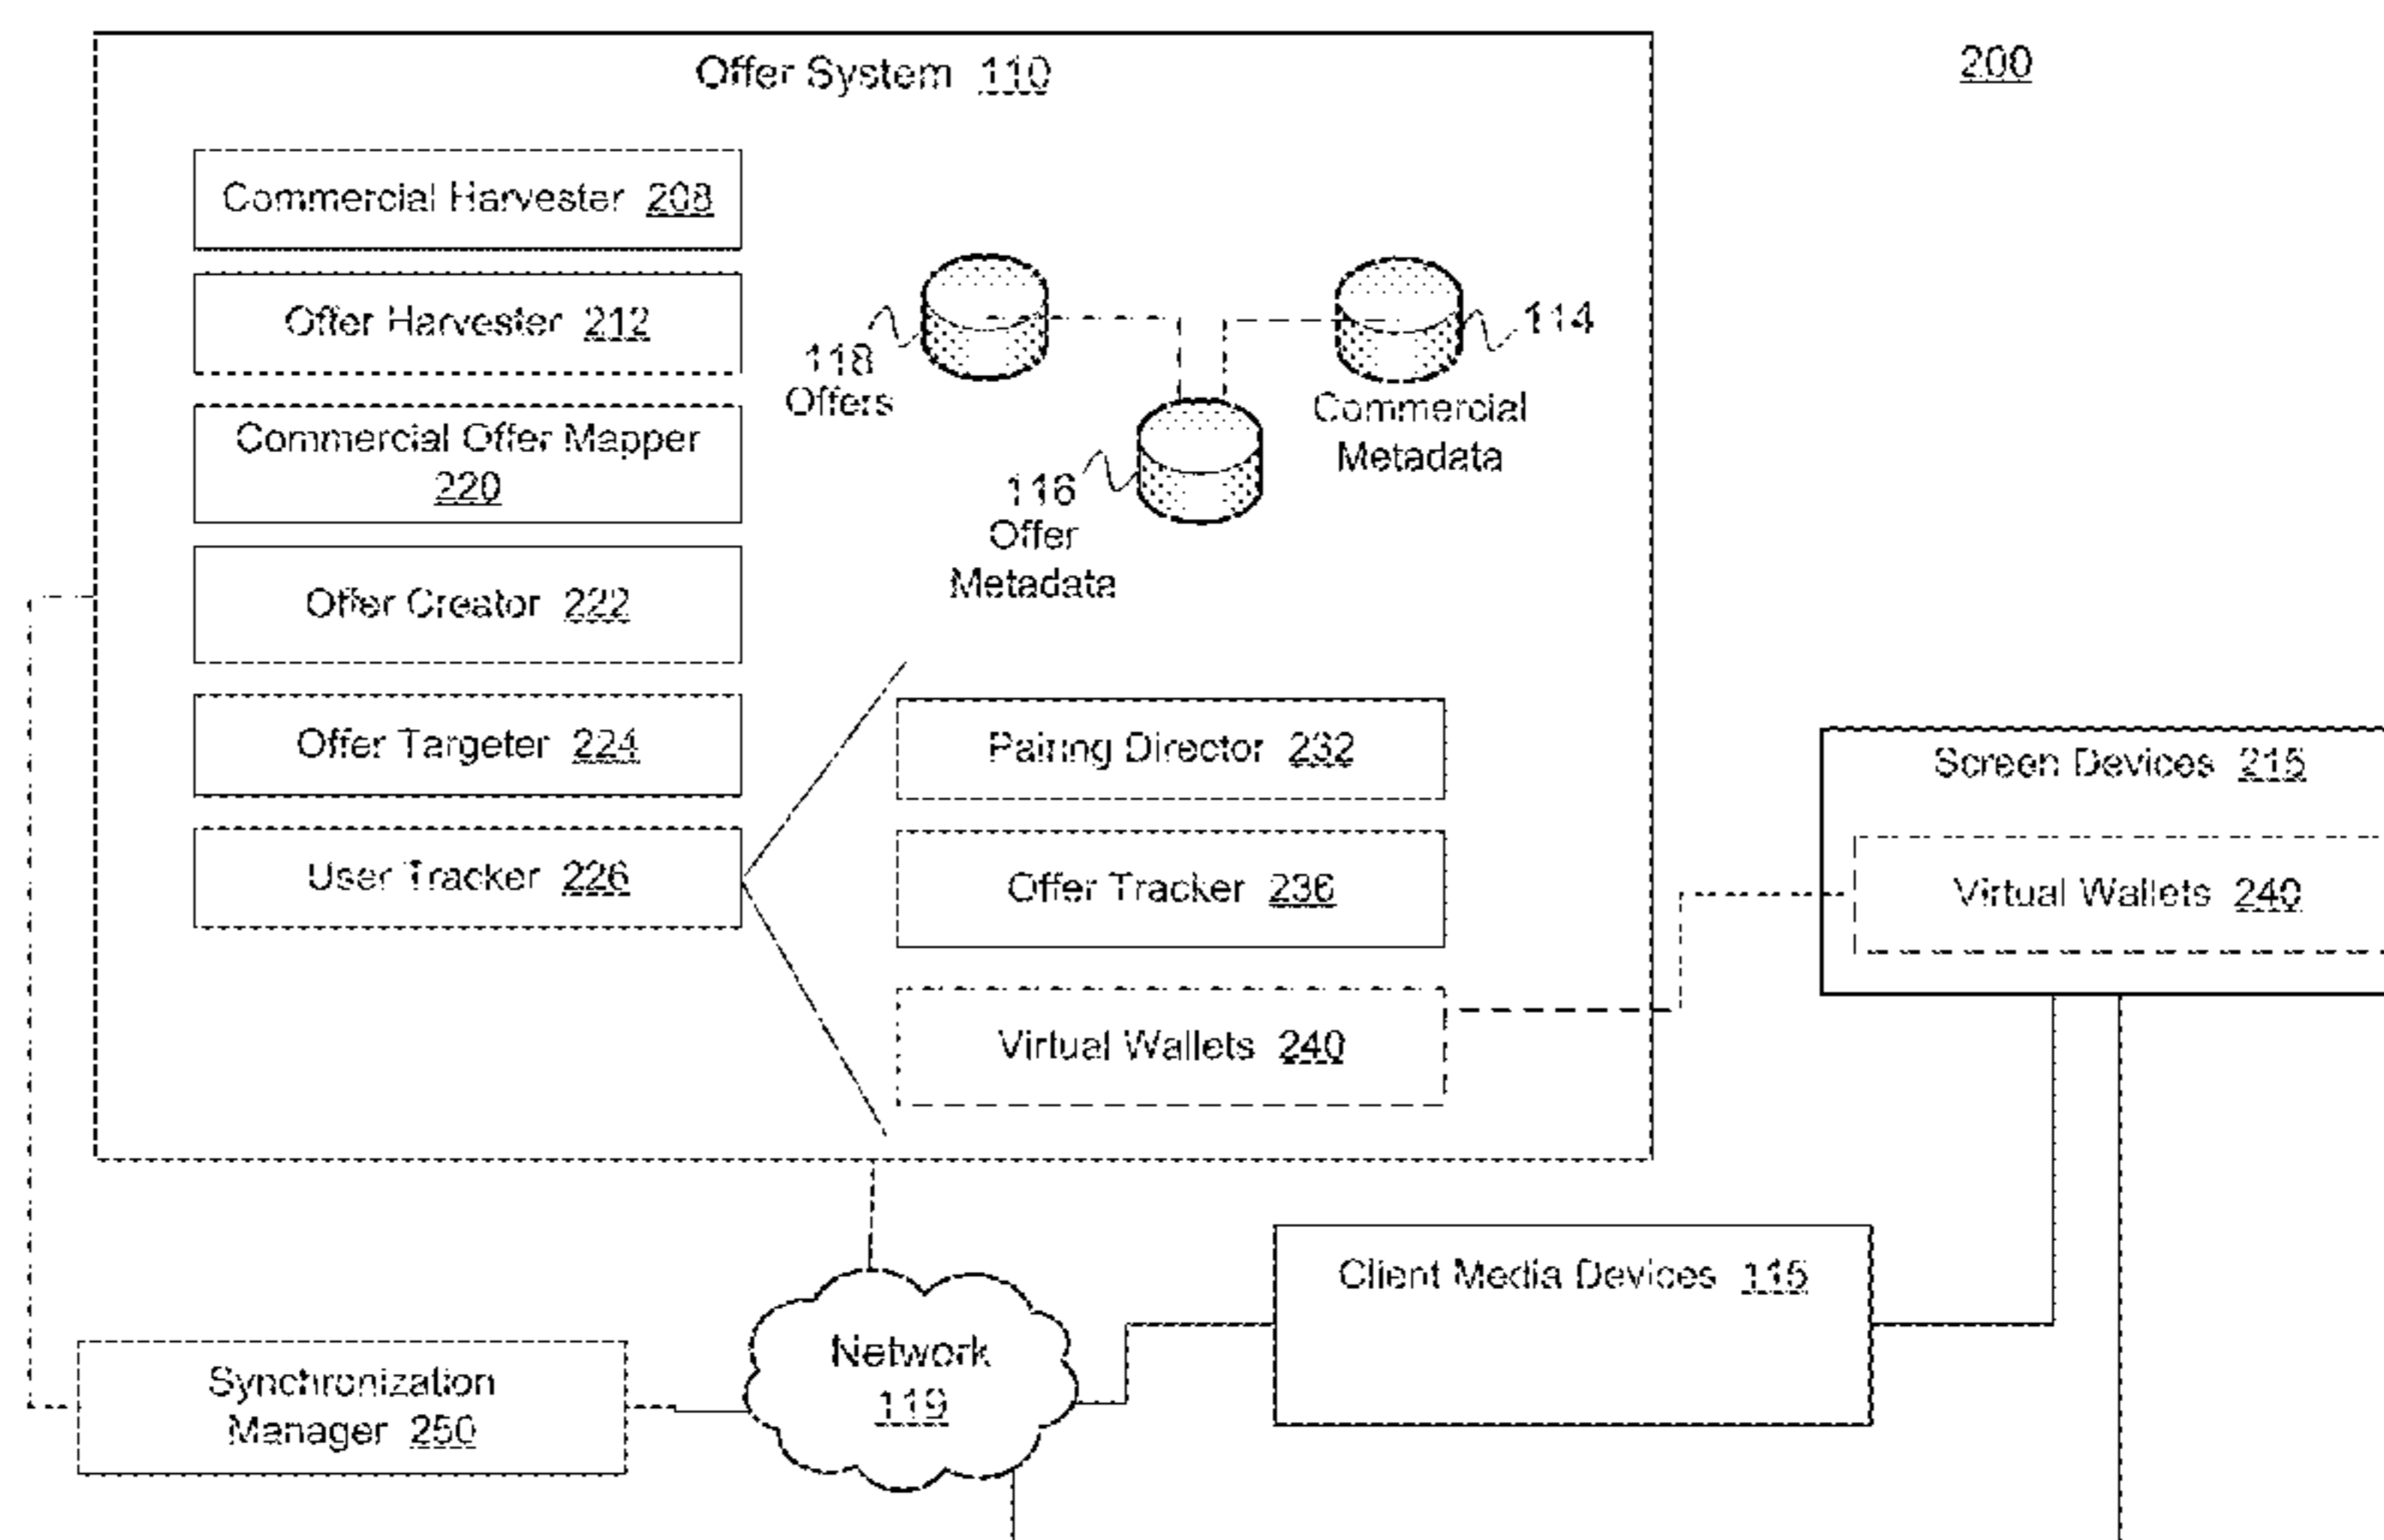 Offer System 110
200
Commercial Harvester 208
Offer Harvester 212
118
Offers
114
Commercial
Metadata
Commercial Offer Mapper
220
116
Offer
Metadata
Offer Creator 222
Offer Targeter 224
Pairing Director 232
Screen Devices 215
User Tracker 226
Offer Tracker 236
Virtual Wallets 240
Virtual Wallets 240
Client Media Devices 115
Network
119
Synchronization
Manager 250